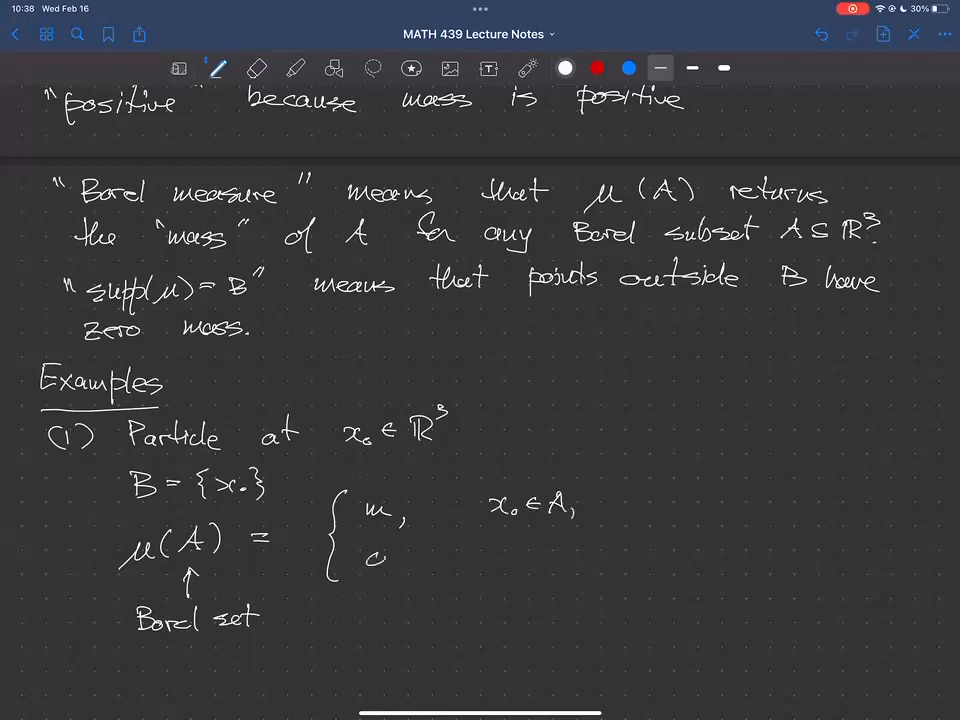 10:38 Wed Feb 16
30%
MATH 439 Lecture Notes
"positive" because mass is positive
"Borel measure" means that μ(A) returns
the "mass" of A for any Borel subset A ⊆ ℝ³.
"supp(μ) = B" means that points outside B have
zero mass.
Examples
(1) Particle at x₀ ∈ ℝ³
B = {x₀}
μ(A) = { m, x₀ ∈ A,
0
↑
Borel set